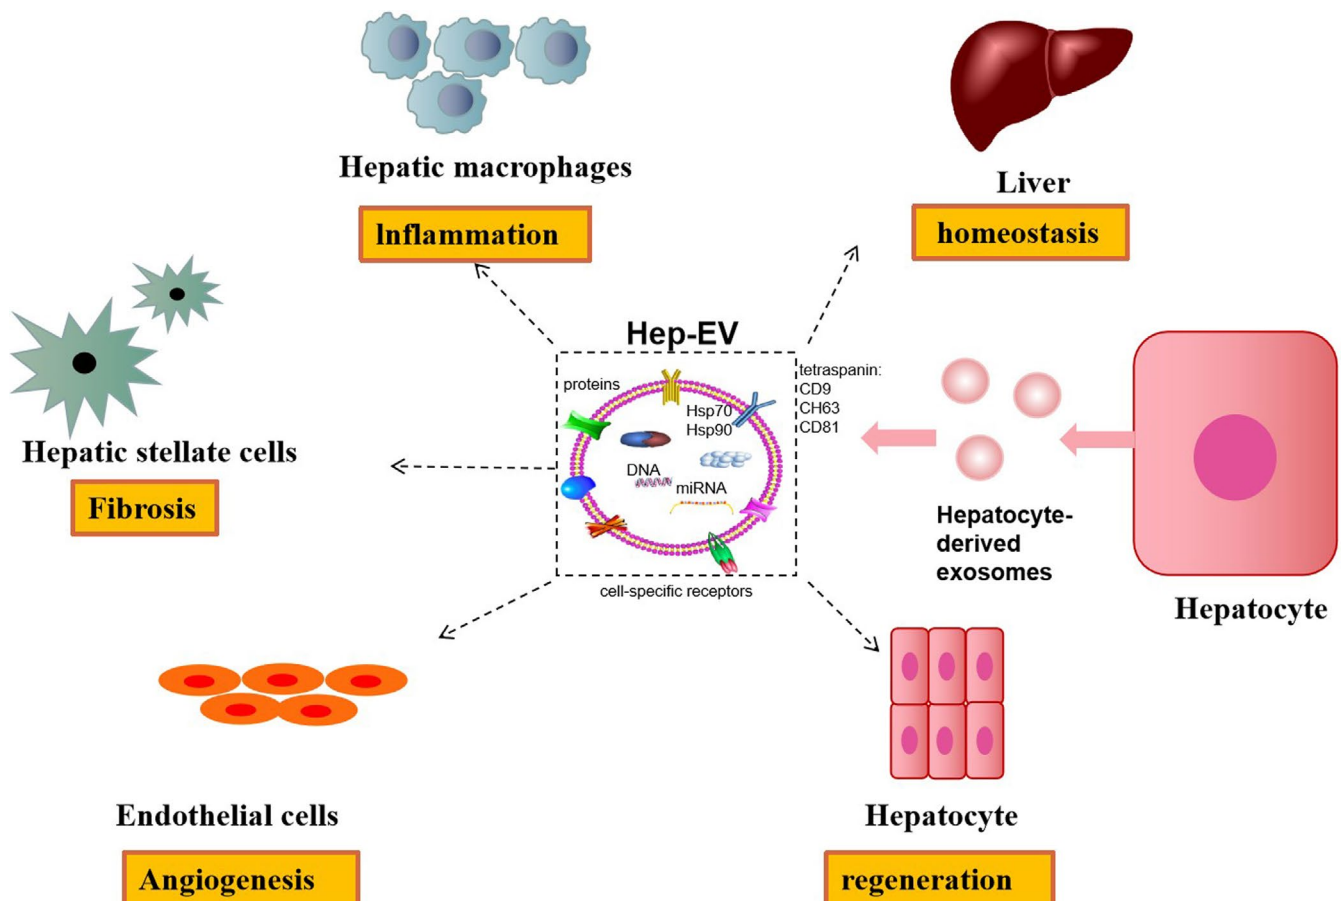 Hepatic macrophages
lnflammation
Liver
homeostasis
Hepatic stellate cells
Fibrosis
Hep-EV
proteins
Hsp70
Hsp90
DNA
miRNA
cell-specific receptors
tetraspanin:
CD9
CH63
CD81
Hepatocyte-
derived
exosomes
Hepatocyte
Endothelial cells
Angiogenesis
Hepatocyte
regeneration